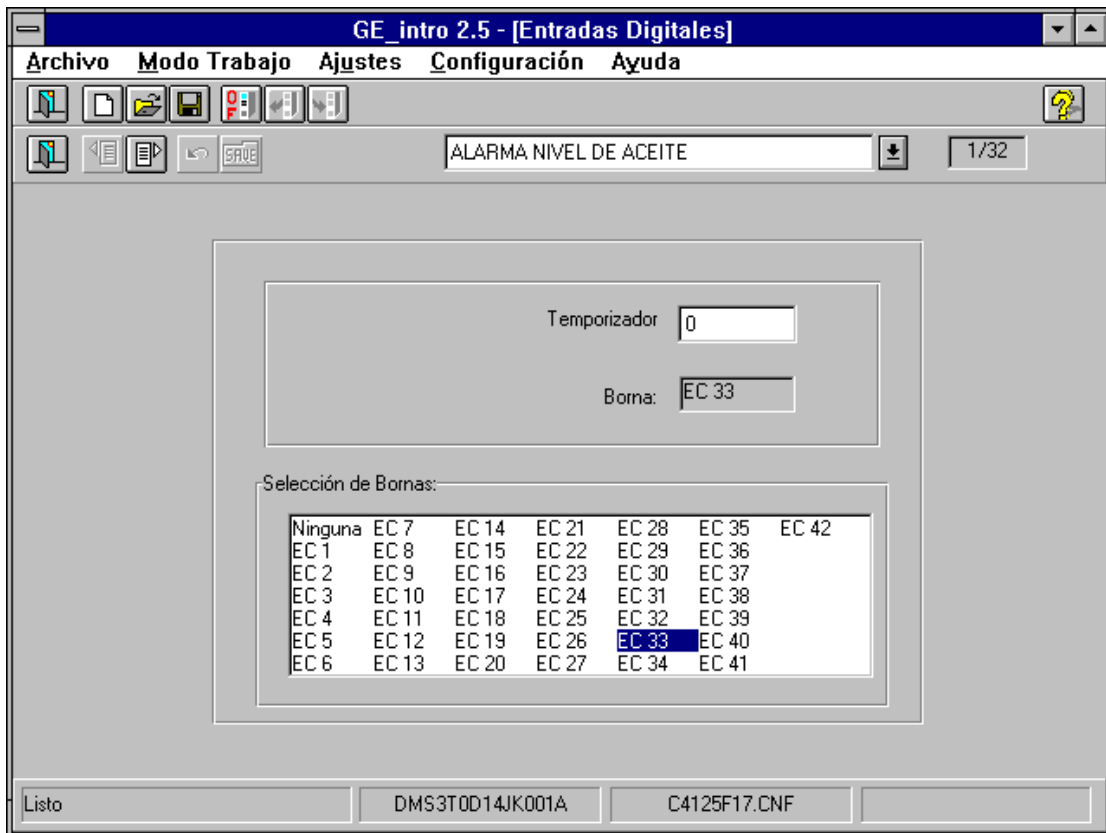 GE_intro 2.5 - [Entradas Digitales]
Archivo Modo Trabajo Ajustes Configuración Ayuda
SAVE ALARMA NIVEL DE ACEITE 1/32
Temporizador 0
Borna: EC 33
Selección de Bornas:
Ninguna EC 7 EC 14 EC 21 EC 28 EC 35 EC 42
EC 1 EC 8 EC 15 EC 22 EC 29 EC 36
EC 2 EC 9 EC 16 EC 23 EC 30 EC 37
EC 3 EC 10 EC 17 EC 24 EC 31 EC 38
EC 4 EC 11 EC 18 EC 25 EC 32 EC 39
EC 5 EC 12 EC 19 EC 26 EC 33 EC 40
EC 6 EC 13 EC 20 EC 27 EC 34 EC 41
Listo DMS3T0D14JK001A C4125F17.CNF